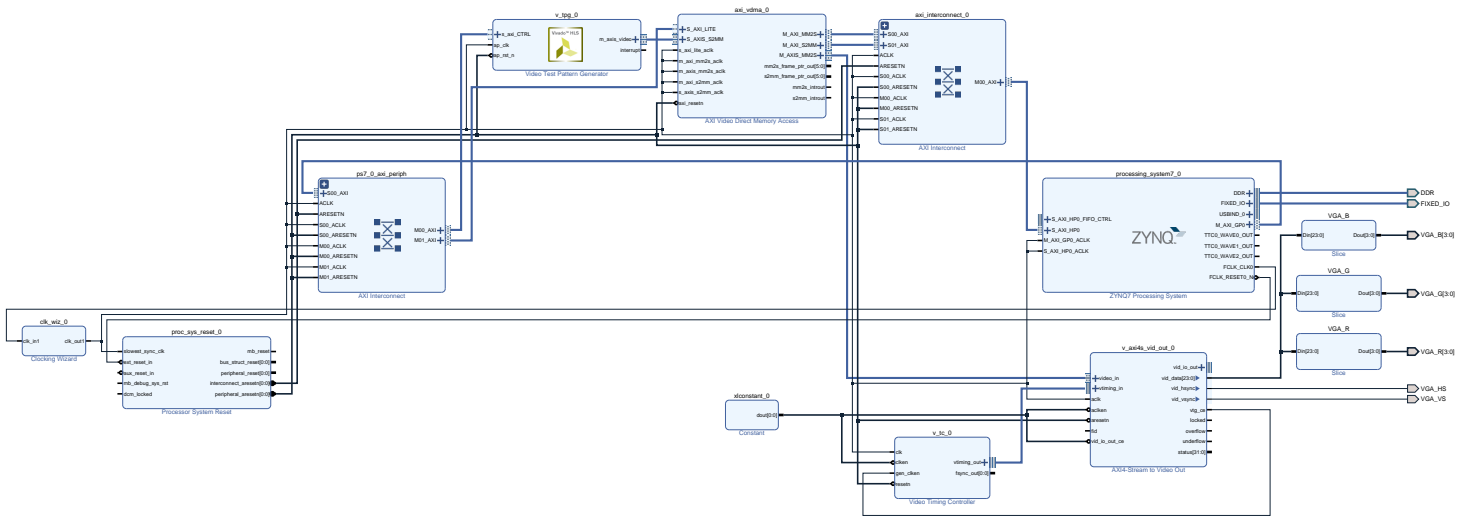 v_tpg_0
s_axi_CTRL
ap_clk
ap_rst_n
m_axis_video
interrupt
Vivado™ HLS
Video Test Pattern Generator
axi_vdma_0
S_AXI_LITE
S_AXIS_S2MM
s_axi_lite_aclk
m_axi_mm2s_aclk
m_axis_mm2s_aclk
m_axi_s2mm_aclk
s_axis_s2mm_aclk
axi_resetn
M_AXI_MM2S
M_AXI_S2MM
M_AXIS_MM2S
mm2s_frame_ptr_out[5:0]
s2mm_frame_ptr_out[5:0]
mm2s_introut
s2mm_introut
AXI Video Direct Memory Access
axi_interconnect_0
S00_AXI
S01_AXI
ACLK
ARESETN
S00_ACLK
S00_ARESETN
M00_ACLK
M00_ARESETN
S01_ACLK
S01_ARESETN
M00_AXI
AXI Interconnect
ps7_0_axi_periph
S00_AXI
ACLK
ARESETN
S00_ACLK
S00_ARESETN
M00_ACLK
M00_ARESETN
M01_ACLK
M01_ARESETN
M00_AXI
M01_AXI
AXI Interconnect
processing_system7_0
S_AXI_HP0_FIFO_CTRL
S_AXI_HP0
M_AXI_GP0_ACLK
S_AXI_HP0_ACLK
ZYNQ
DDR
FIXED_IO
USBIND_0
M_AXI_GP0
TTC0_WAVE0_OUT
TTC0_WAVE1_OUT
TTC0_WAVE2_OUT
FCLK_CLK0
FCLK_RESET0_N
ZYNQ7 Processing System
DDR
FIXED_IO
VGA_B
Din[23:0]
Dout[3:0]
Slice
VGA_B[3:0]
VGA_G
Din[23:0]
Dout[3:0]
Slice
VGA_G[3:0]
VGA_R
Din[23:0]
Dout[3:0]
Slice
VGA_R[3:0]
clk_wiz_0
clk_in1
clk_out1
Clocking Wizard
proc_sys_reset_0
slowest_sync_clk
ext_reset_in
aux_reset_in
mb_debug_sys_rst
dcm_locked
mb_reset
bus_struct_reset[0:0]
peripheral_reset[0:0]
interconnect_aresetn[0:0]
peripheral_aresetn[0:0]
Processor System Reset
v_axi4s_vid_out_0
video_in
vtiming_in
aclk
aclken
aresetn
fid
vid_io_out_ce
vid_io_out
vid_data[23:0]
vid_hsync
vid_vsync
vtg_ce
locked
overflow
underflow
status[31:0]
AXI4-Stream to Video Out
VGA_HS
VGA_VS
xlconstant_0
dout[0:0]
Constant
v_tc_0
clk
clken
gen_clken
resetn
vtiming_out
fsync_out[0:0]
Video Timing Controller